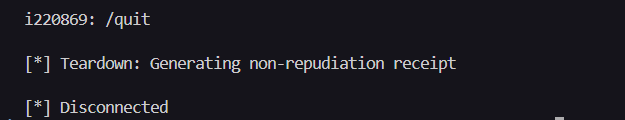 i220869: /quit
[*] Teardown: Generating non-repudiation receipt
[*] Disconnected